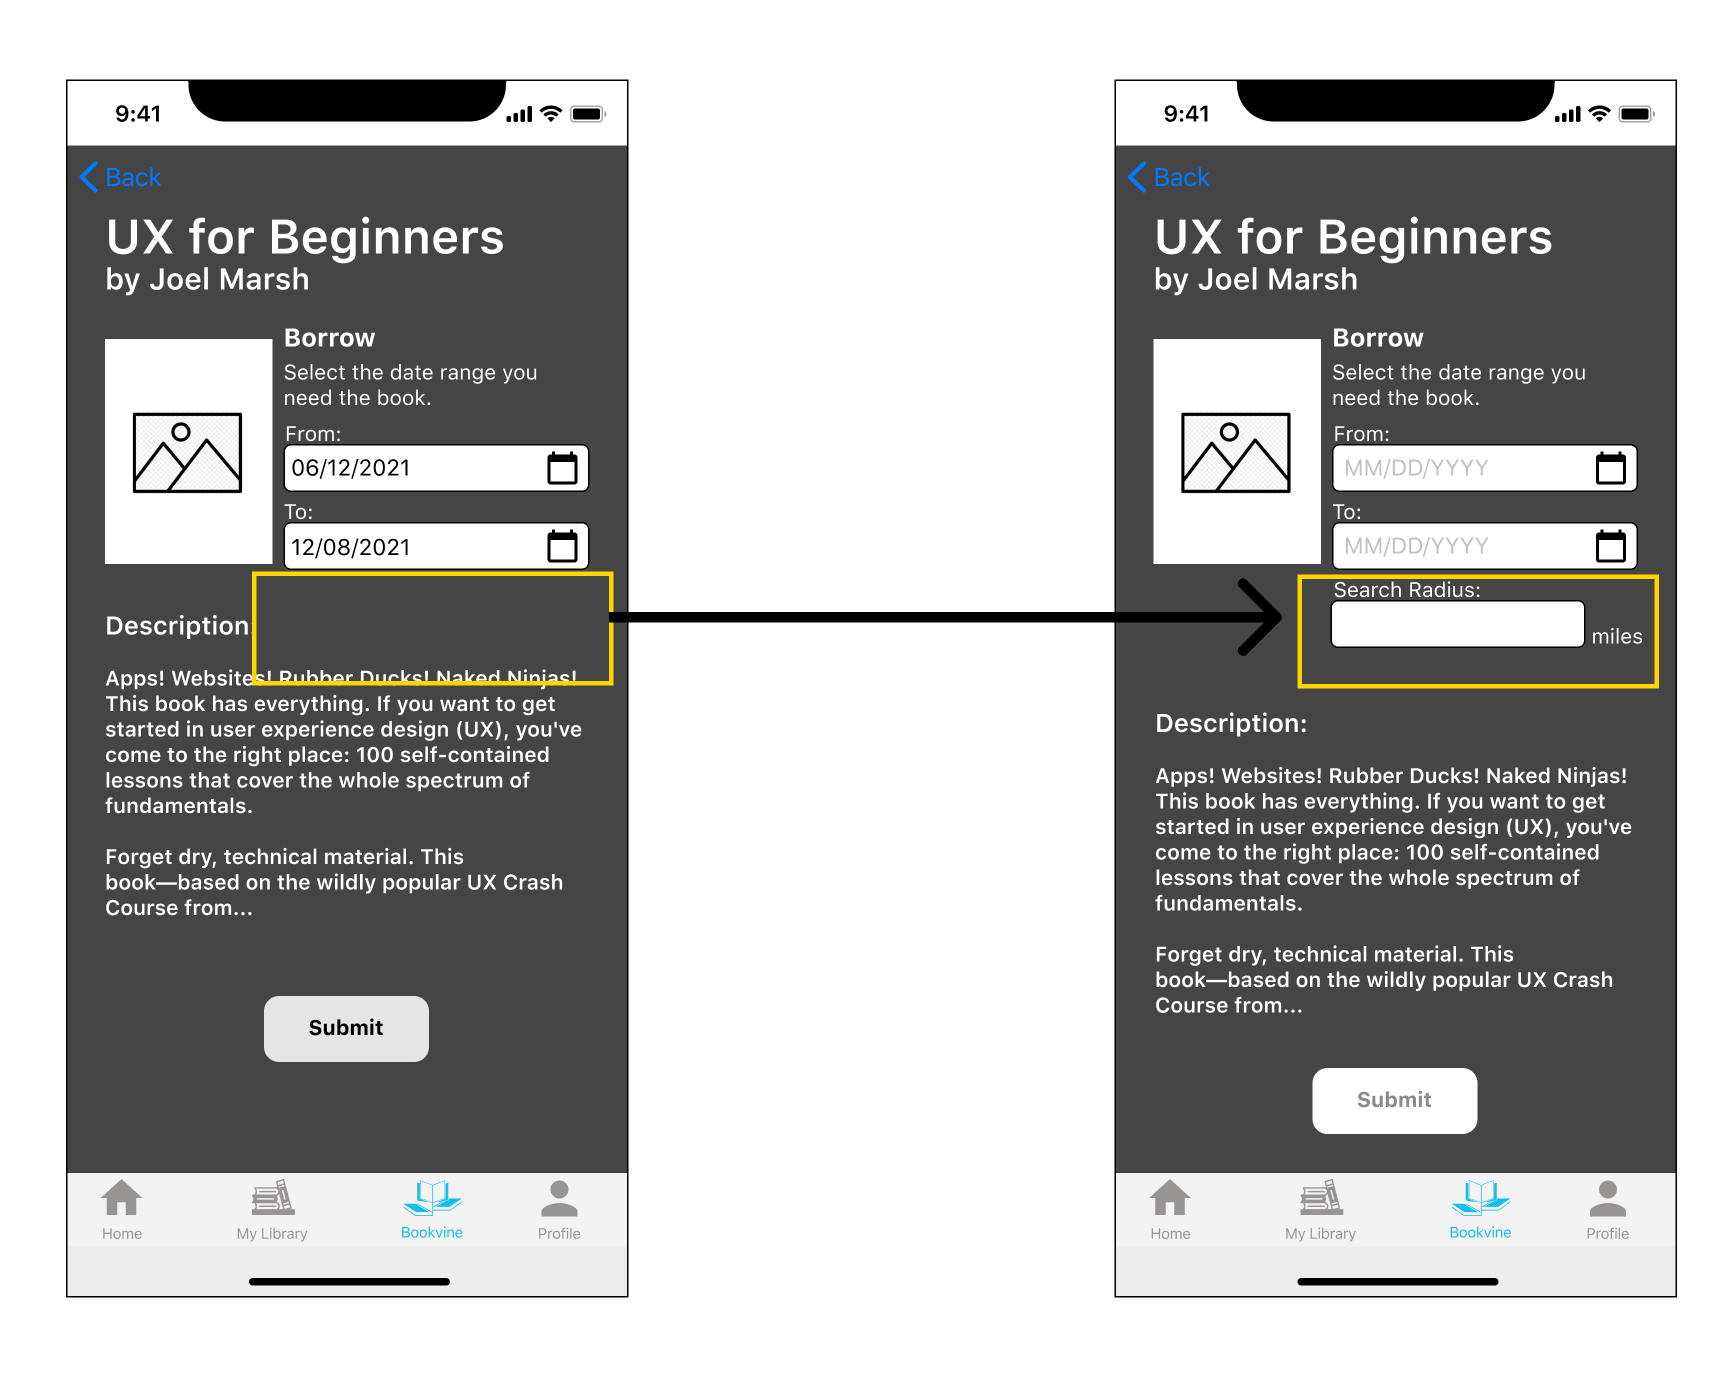 9:41
Back
UX for Beginners
by Joel Marsh
Borrow
Select the date range you
need the book.
From:
06/12/2021
To:
12/08/2021
Description:
Apps! Websites! Rubber Ducks! Naked Ninjas!
This book has everything. If you want to get
started in user experience design (UX), you've
come to the right place: 100 self-contained
lessons that cover the whole spectrum of
fundamentals.
Forget dry, technical material. This
book—based on the wildly popular UX Crash
Course from...
Submit
Home
My Library
Bookvine
Profile
9:41
Back
UX for Beginners
by Joel Marsh
Borrow
Select the date range you
need the book.
From:
MM/DD/YYYY
To:
MM/DD/YYYY
Search Radius:
miles
Description:
Apps! Websites! Rubber Ducks! Naked Ninjas!
This book has everything. If you want to get
started in user experience design (UX), you've
come to the right place: 100 self-contained
lessons that cover the whole spectrum of
fundamentals.
Forget dry, technical material. This
book—based on the wildly popular UX Crash
Course from...
Submit
Home
My Library
Bookvine
Profile